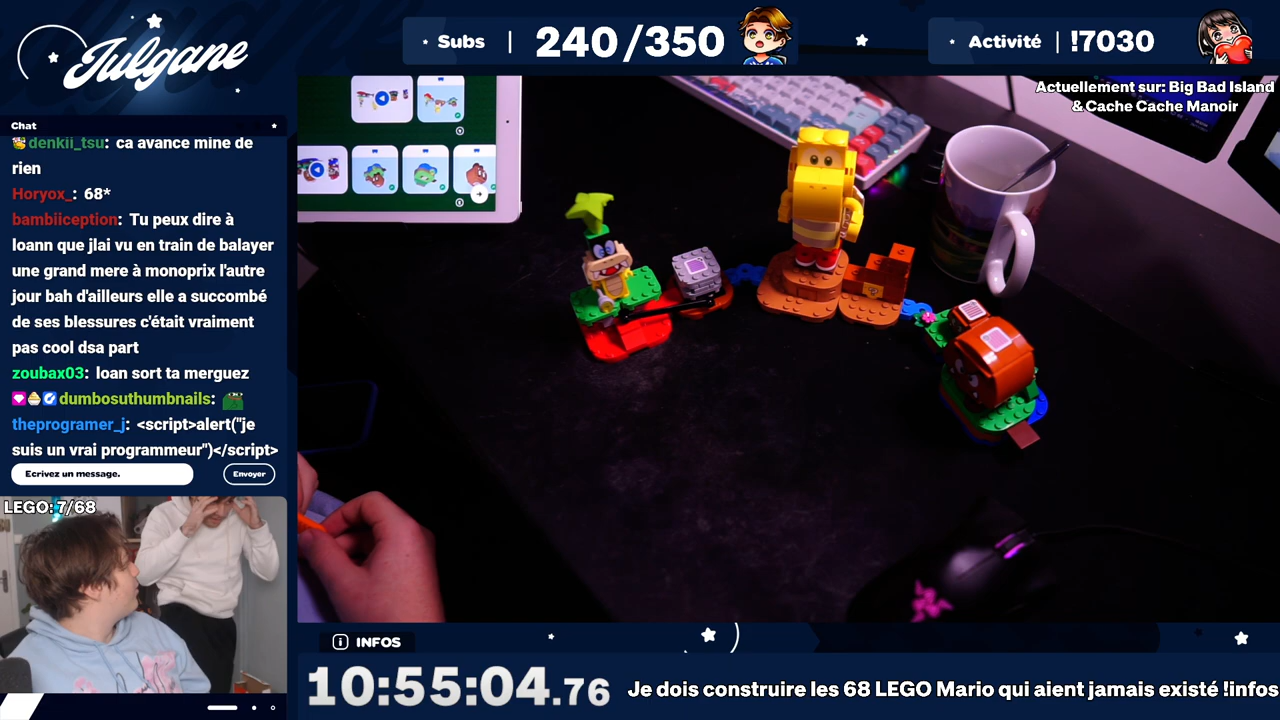 Julgane
Subs | 240/350
Activité | !7030
Actuellement sur: Big Bad Island
& Cache Cache Manoir
Chat
denkii_tsu: ca avance mine de
rien
Horyox_: 68*
bambiiception: Tu peux dire à
Ioann que jlai vu en train de balayer
une grand mere à monoprix l'autre
jour bah d'ailleurs elle a succombé
de ses blessures c'était vraiment
pas cool dsa part
zoubax03: Ioan sort ta merguez
dumbosuthumbnails:
theprogramer_j: <script>alert("je
suis un vrai programmeur")</script>
Ecrivez un message.
Envoyer
LEGO: 7/68
INFOS
10:55:04.76
Je dois construire les 68 LEGO Mario qui aient jamais existé !infos